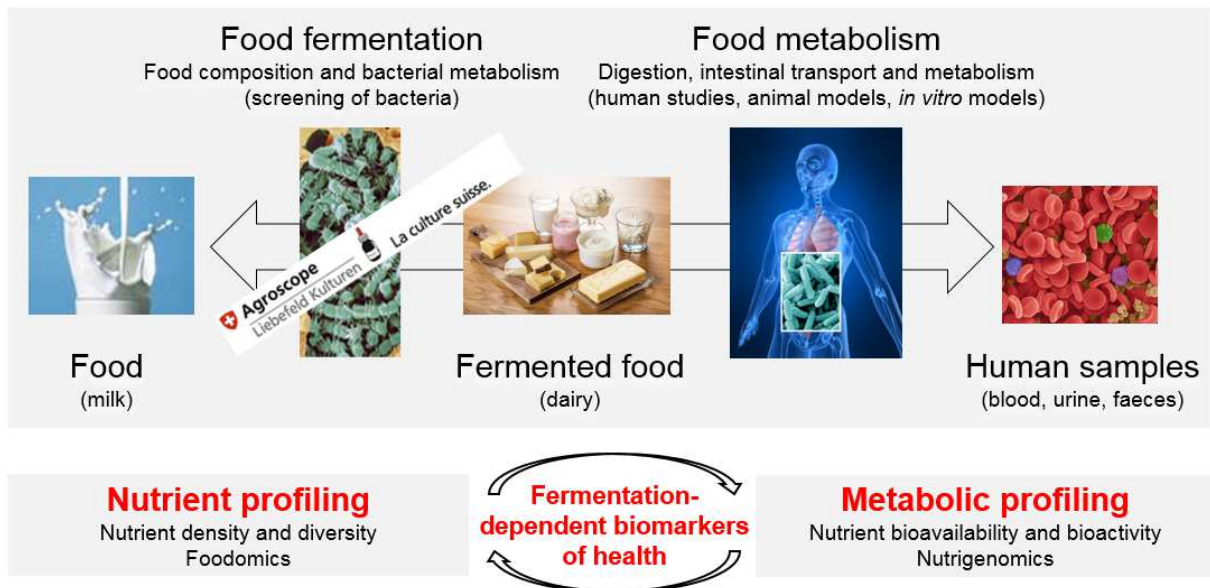 Food fermentation
Food composition and bacterial metabolism
(screening of bacteria)
Food metabolism
Digestion, intestinal transport and metabolism
(human studies, animal models, in vitro models)
Agroscope
Liebefeld Kulturen
La culture suisse.
Food
(milk)
Fermented food
(dairy)
Human samples
(blood, urine, faeces)
Nutrient profiling
Nutrient density and diversity
Foodomics
Fermentation-
dependent biomarkers
of health
Metabolic profiling
Nutrient bioavailability and bioactivity
Nutrigenomics